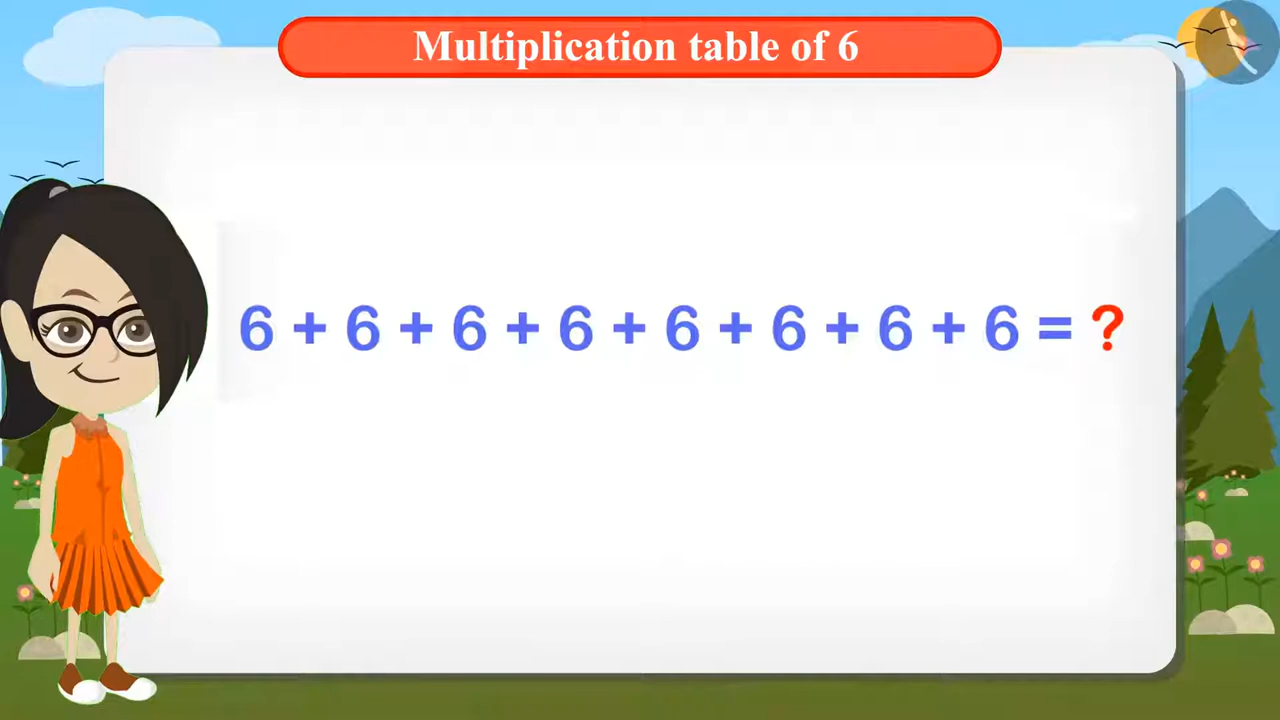 Multiplication table of 6
6 + 6 + 6 + 6 + 6 + 6 + 6 + 6 = ?